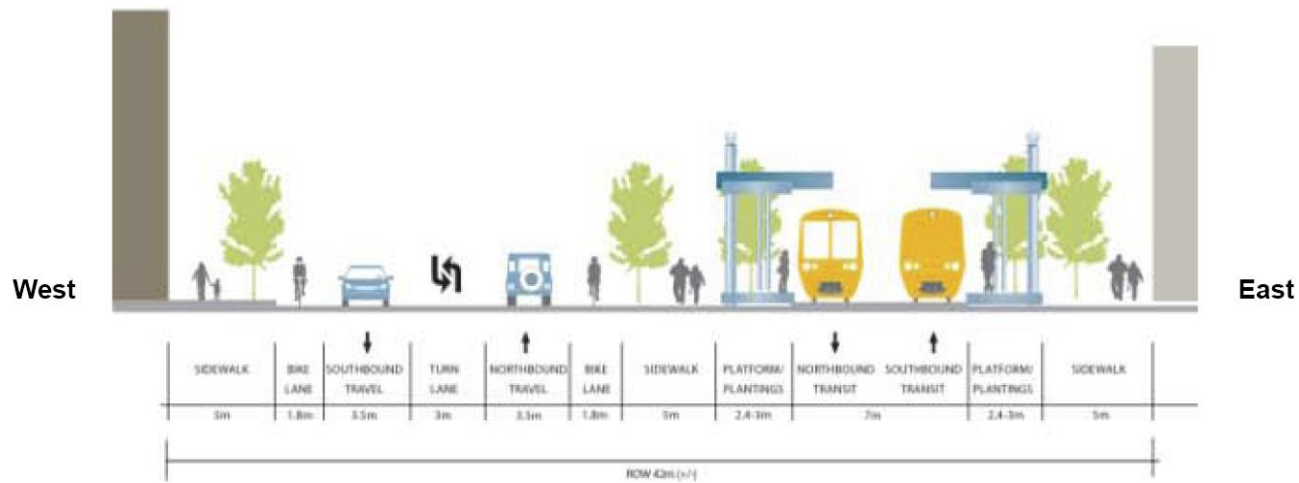 West
East
SIDEWALK
BIKE
LANE
SOUTHBOUND
TRAVEL
TURN
LANE
NORTHBOUND
TRAVEL
BIKE
LANE
SIDEWALK
PLATFORM/
PLANTINGS
NORTHBOUND
TRANSIT
SOUTHBOUND
TRANSIT
PLATFORM/
PLANTINGS
SIDEWALK
5m
1.8m
3.5m
3m
3.5m
1.8m
5m
2.4-3m
7m
2.4-3m
5m
ROW 42m (+/-)